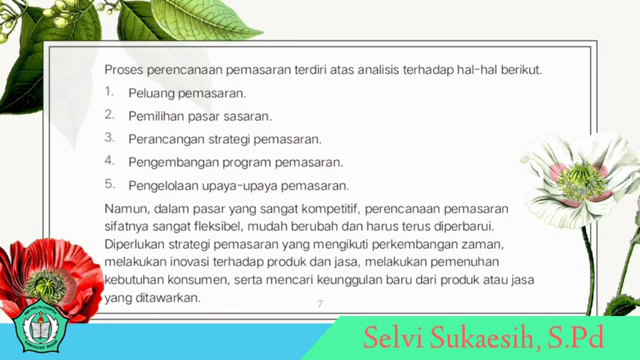 Proses perencanaan pemasaran terdiri atas analisis terhadap hal-hal berikut.
1. Peluang pemasaran.
2. Pemilihan pasar sasaran.
3. Perancangan strategi pemasaran.
4. Pengembangan program pemasaran.
5. Pengelolaan upaya-upaya pemasaran.
Namun, dalam pasar yang sangat kompetitif, perencanaan pemasaran
sifatnya sangat fleksibel, mudah berubah dan harus terus diperbarui.
Diperlukan strategi pemasaran yang mengikuti perkembangan zaman,
melakukan inovasi terhadap produk dan jasa, melakukan pemenuhan
kebutuhan konsumen, serta mencari keunggulan baru dari produk atau jasa
yang ditawarkan.
7
Selvi Sukaesih, S.Pd